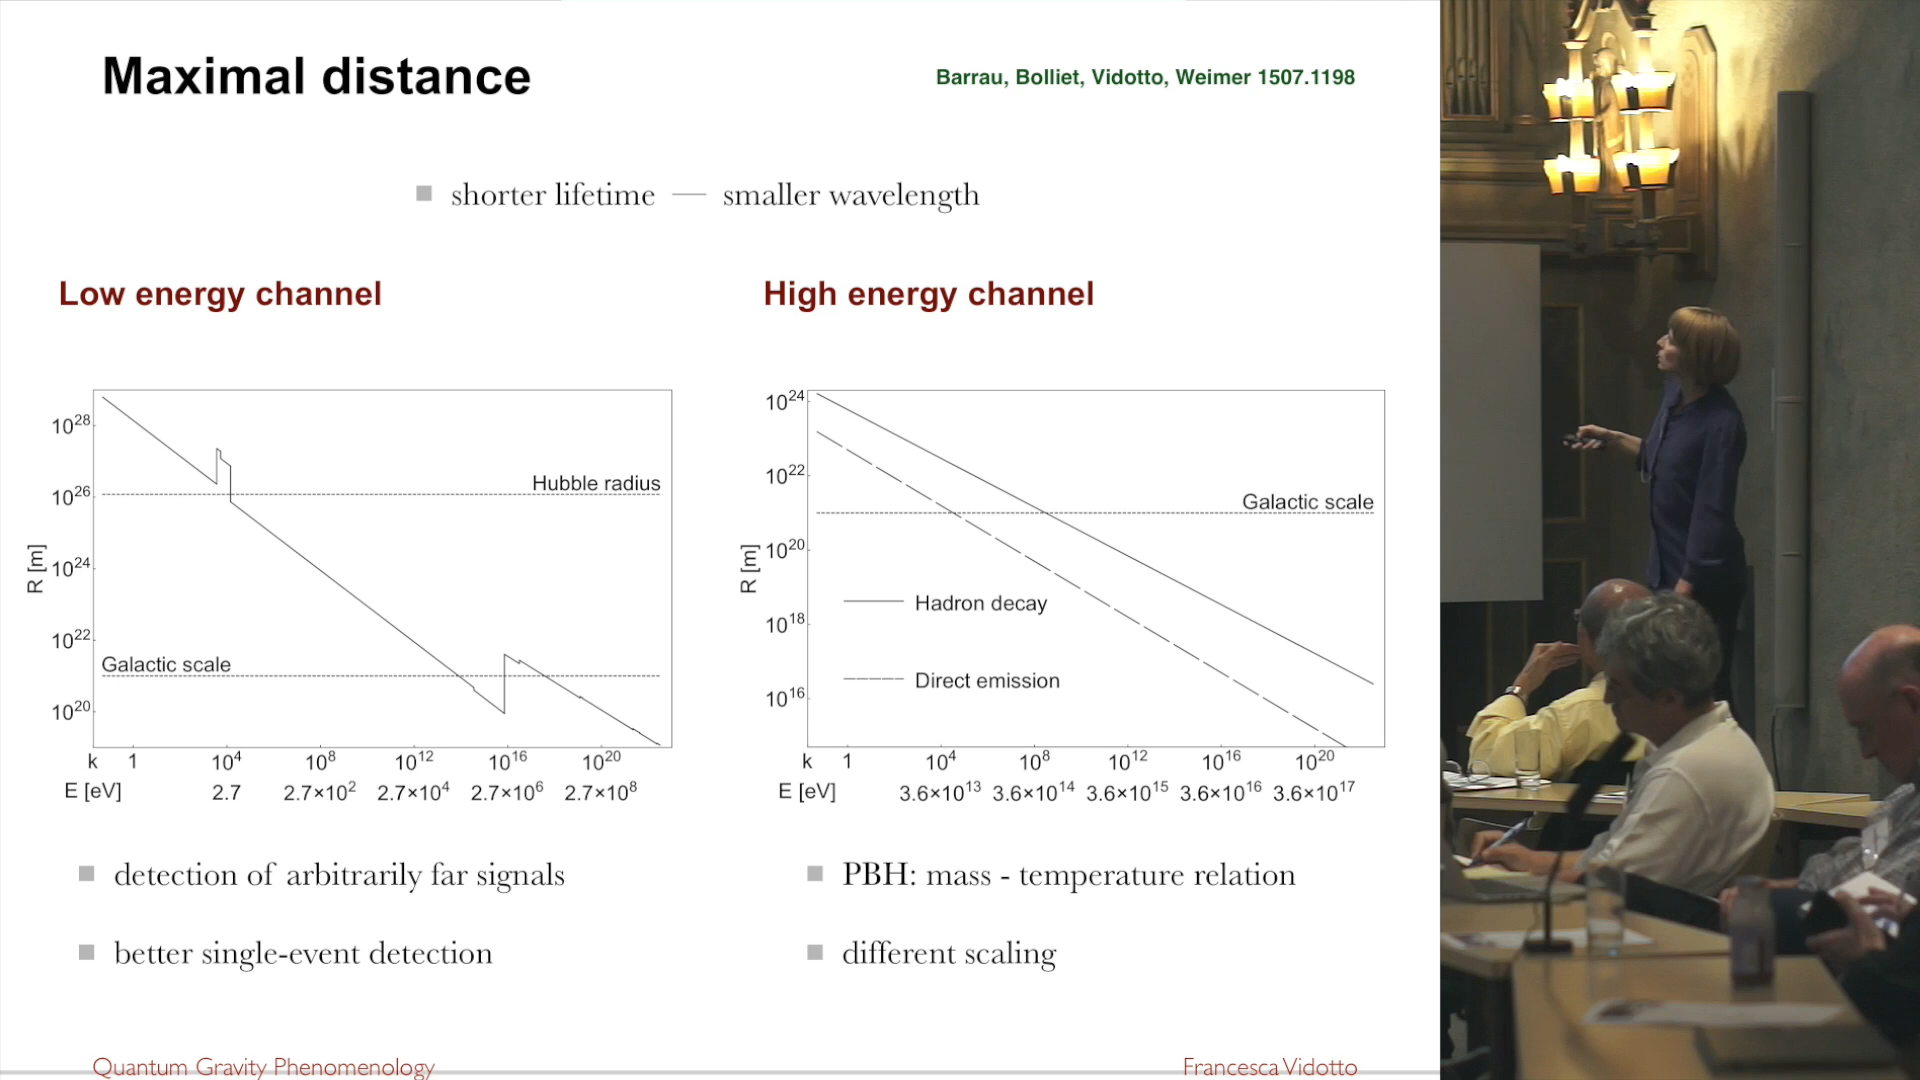 Maximal distance
Barrau, Bolliet, Vidotto, Weimer 1507.1198
shorter lifetime — smaller wavelength
Low energy channel
High energy channel
10^28
10^26
10^24
10^22
10^20
R [m]
Hubble radius
Galactic scale
k 1 10^4 10^8 10^12 10^16 10^20
E [eV] 2.7 2.7×10^2 2.7×10^4 2.7×10^6 2.7×10^8
10^24
10^22
10^20
10^18
10^16
R [m]
Galactic scale
Hadron decay
Direct emission
k 1 10^4 10^8 10^12 10^16 10^20
E [eV] 3.6×10^13 3.6×10^14 3.6×10^15 3.6×10^16 3.6×10^17
detection of arbitrarily far signals
better single-event detection
PBH: mass - temperature relation
different scaling
Quantum Gravity Phenomenology
Francesca Vidotto